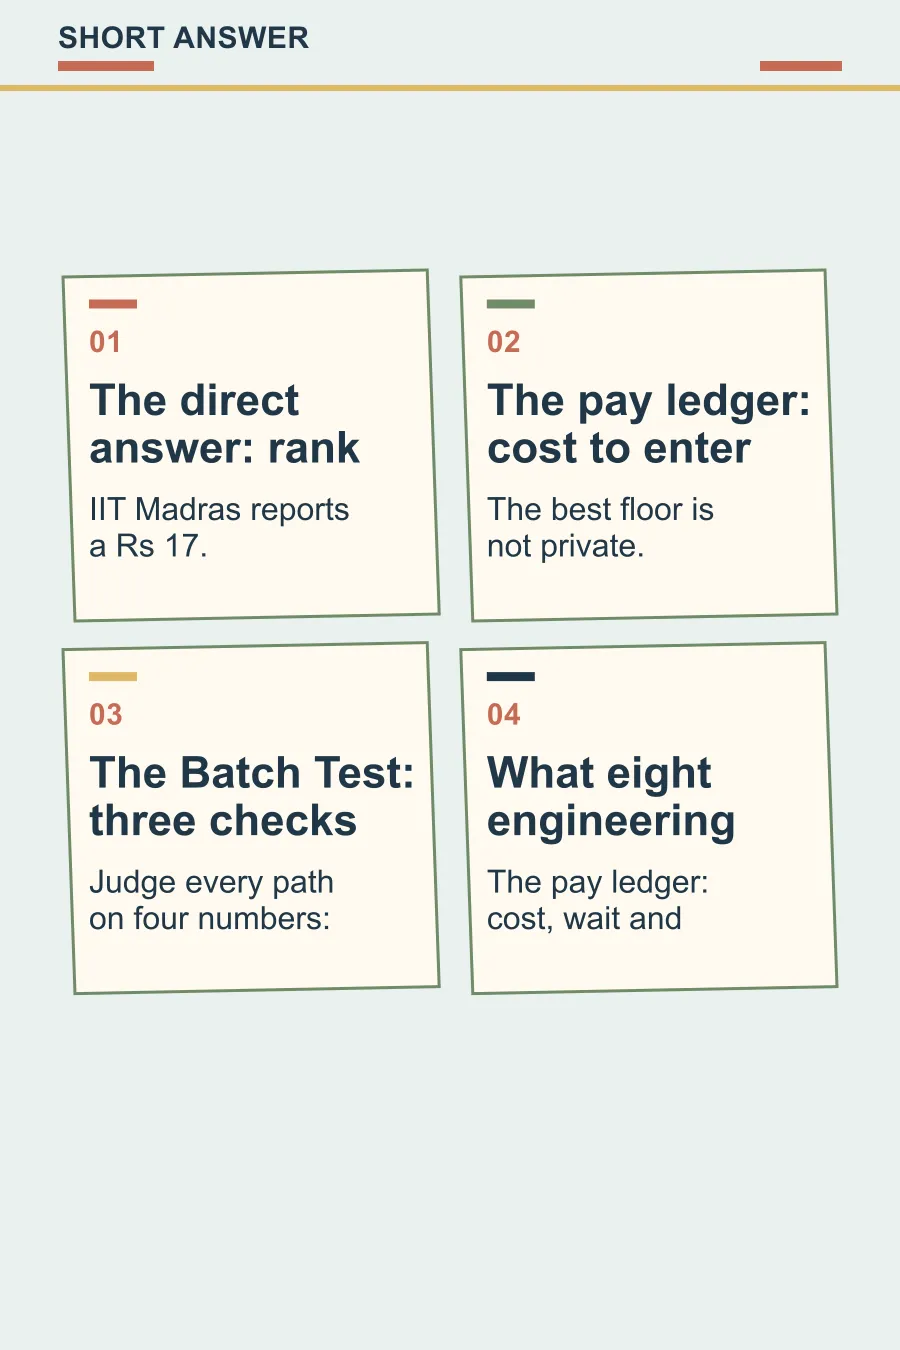 SHORT ANSWER
01
The direct
answer: rank
IIT Madras reports
a Rs 17.
02
The pay ledger:
cost to enter
The best floor is
not private.
03
The Batch Test:
three checks
Judge every path
on four numbers:
04
What eight
engineering
The pay ledger:
cost, wait and